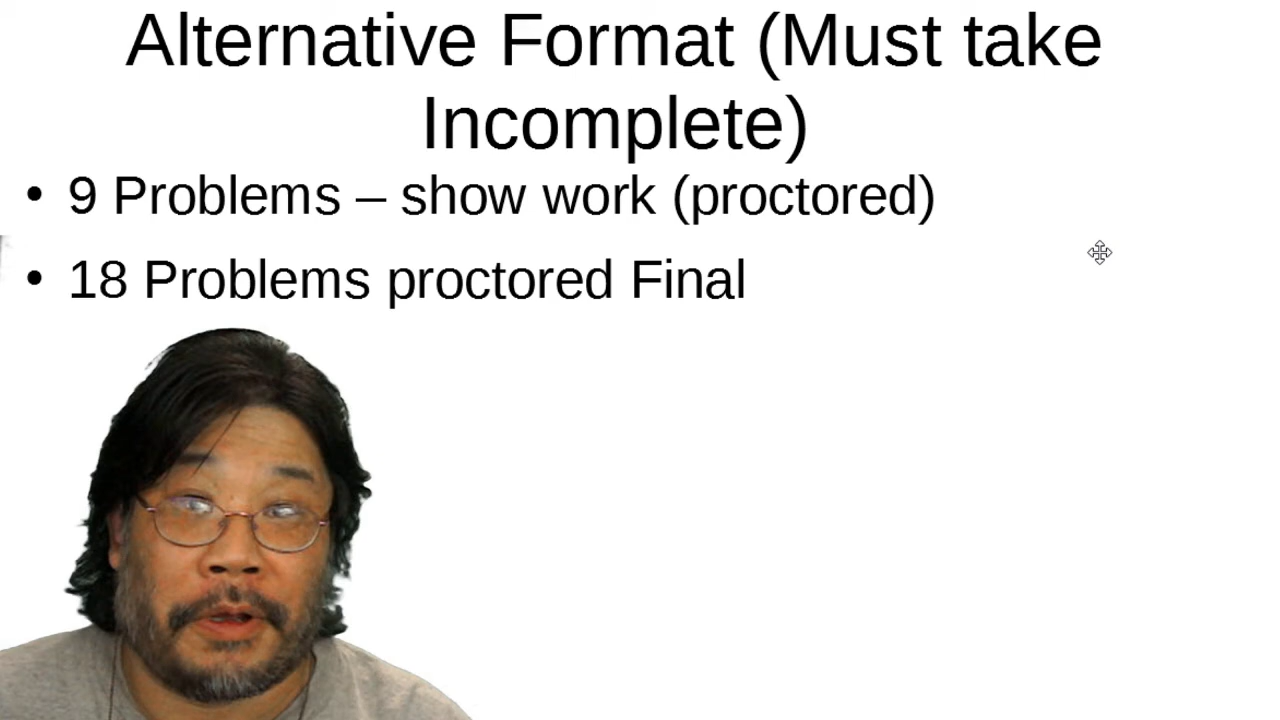 Alternative Format (Must take
Incomplete)
• 9 Problems – show work (proctored)
• 18 Problems proctored Final